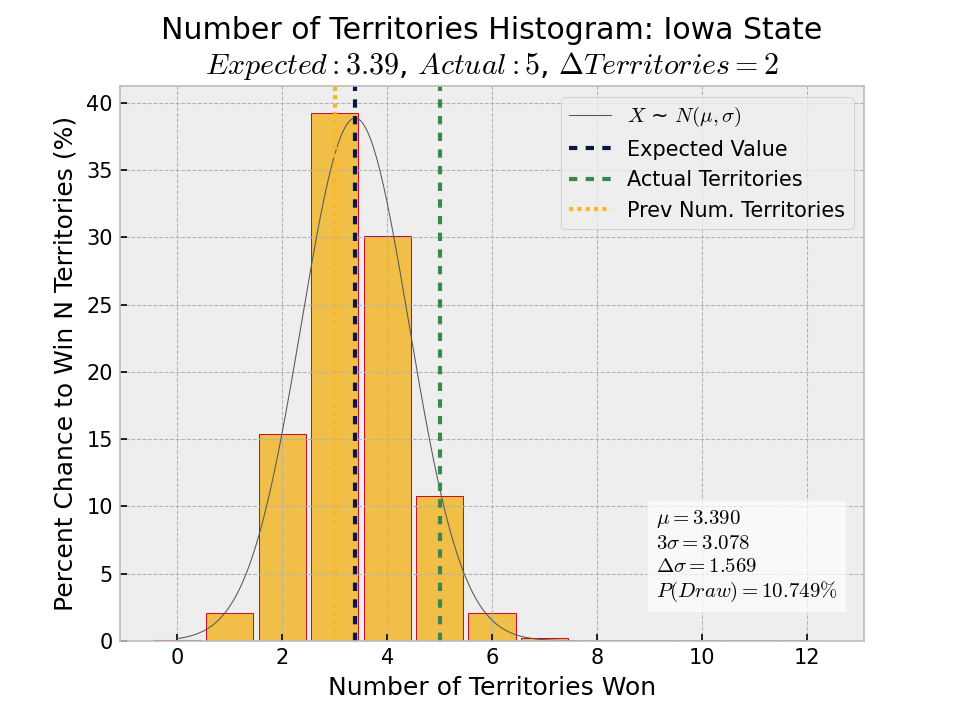 Number of Territories Histogram: Iowa State
Expected : 3.39, Actual : 5, ΔTerritories = 2
Percent Chance to Win N Territories (%)
40
35
30
25
20
15
10
5
0
X ∼ N(μ, σ)
Expected Value
Actual Territories
Prev Num. Territories
μ = 3.390
3σ = 3.078
Δσ = 1.569
P(Draw) = 10.749%
0 2 4 6 8 10 12
Number of Territories Won